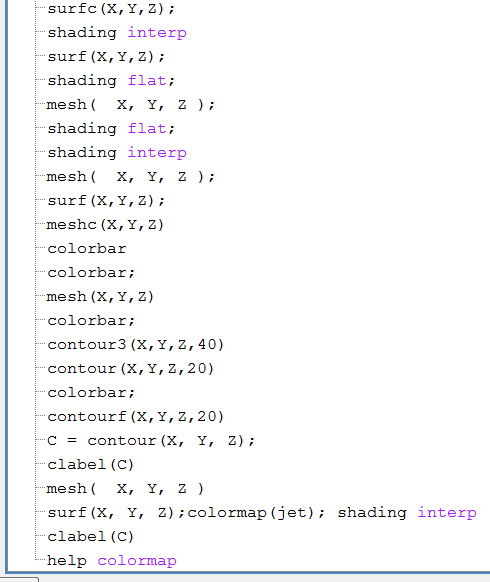 surfc(X,Y,Z);
shading interp
surf(X,Y,Z);
shading flat;
mesh(  X, Y, Z );
shading flat;
shading interp
mesh(  X, Y, Z );
surf(X,Y,Z);
meshc(X,Y,Z)
colorbar
colorbar;
mesh(X,Y,Z)
colorbar;
contour3(X,Y,Z,40)
contour(X,Y,Z,20)
colorbar;
contourf(X,Y,Z,20)
C = contour(X, Y, Z);
clabel(C)
mesh(  X, Y, Z )
surf(X, Y, Z);colormap(jet); shading interp
clabel(C)
help colormap